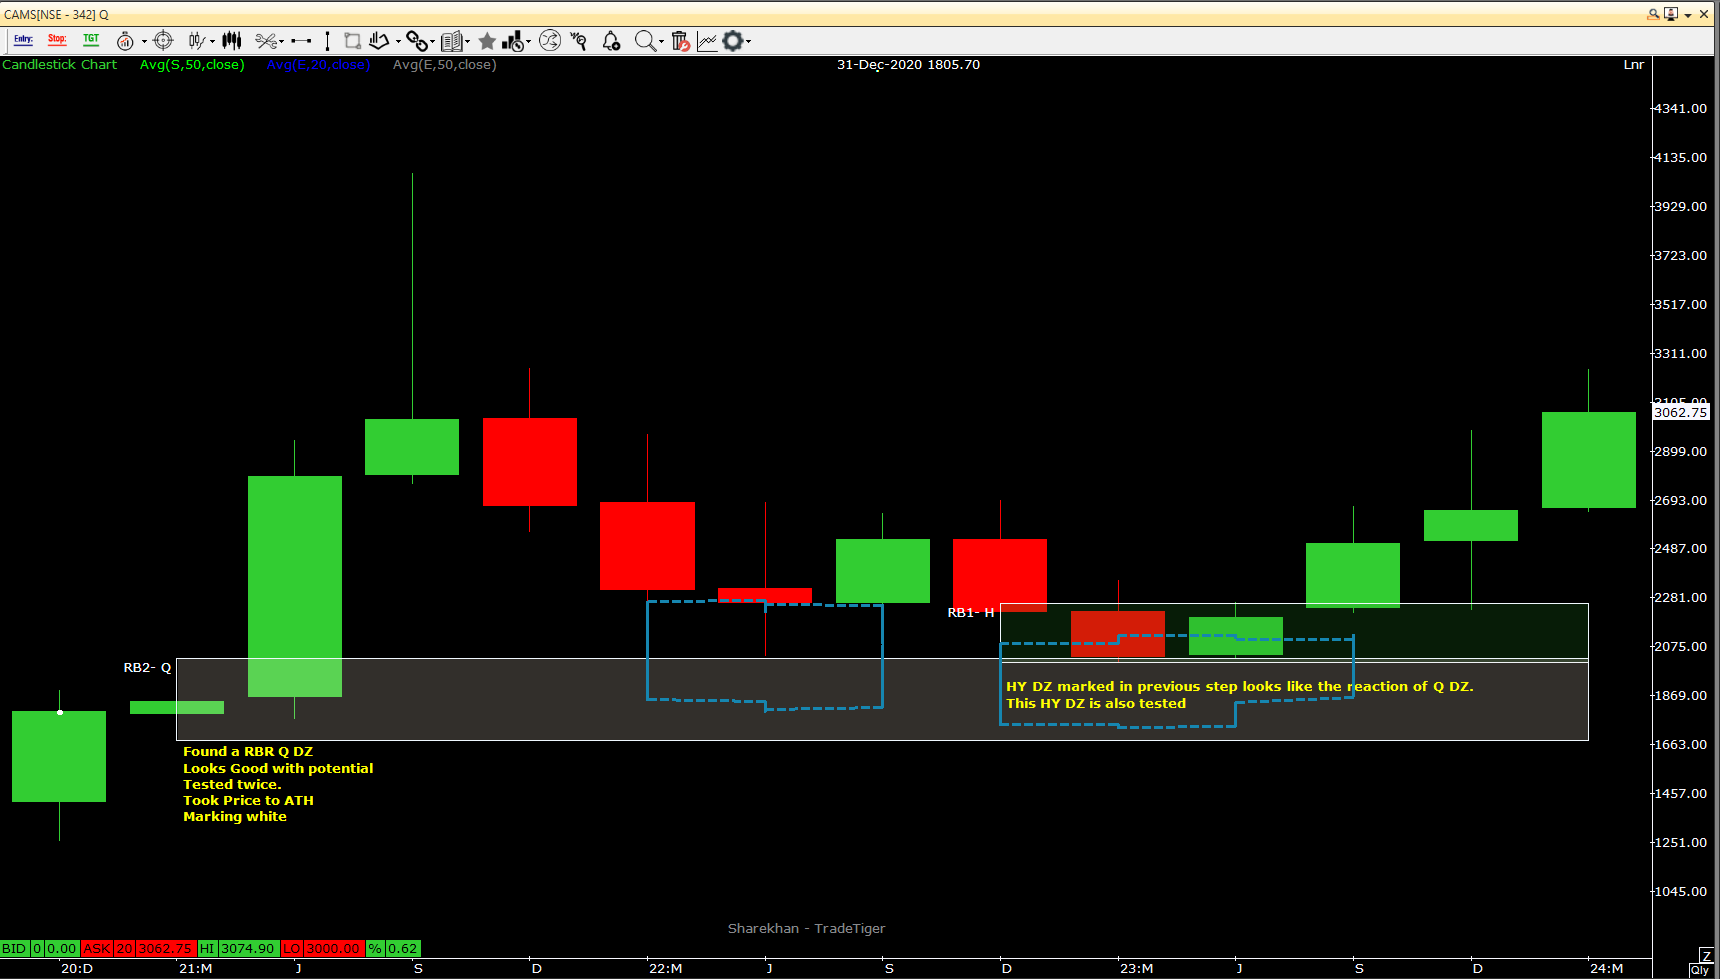 CAMS[NSE - 342] Q
Entry: Stop: TGT
Candlestick Chart Avg(S,50,close) Avg(E,20,close) Avg(E,50,close) 31-Dec-2020 1805.70 Lnr
4341.00
4135.00
3929.00
3723.00
3517.00
3311.00
3105.00
3062.75
2899.00
2693.00
2487.00
2281.00
RB1- H
2075.00
RB2- Q
HY DZ marked in previous step looks like the reaction of Q DZ.
1869.00
This HY DZ is also tested
1663.00
Found a RBR Q DZ
Looks Good with potential
Tested twice.
1457.00
Took Price to ATH
Marking white
1251.00
1045.00
Sharekhan - TradeTiger
BID 0 0.00 ASK 20 3062.75 HI 3074.90 LO 3000.00 % 0.62
Z
20:D 21:M J S D 22:M J S D 23:M J S D 24:M Qly